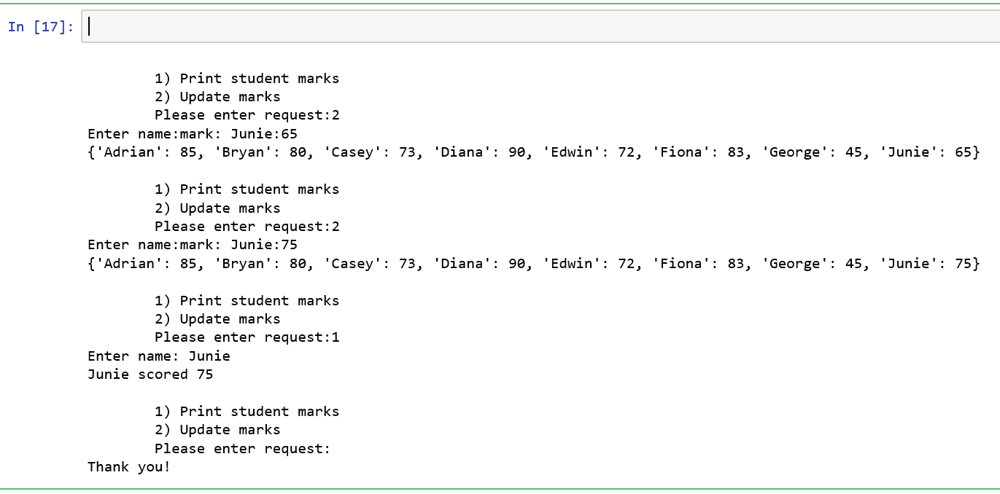 In [17]:
1) Print student marks
2) Update marks
Please enter request:2
Enter name:mark: Junie:65
{'Adrian': 85, 'Bryan': 80, 'Casey': 73, 'Diana': 90, 'Edwin': 72, 'Fiona': 83, 'George': 45, 'Junie': 65}
1) Print student marks
2) Update marks
Please enter request:2
Enter name:mark: Junie:75
{'Adrian': 85, 'Bryan': 80, 'Casey': 73, 'Diana': 90, 'Edwin': 72, 'Fiona': 83, 'George': 45, 'Junie': 75}
1) Print student marks
2) Update marks
Please enter request:1
Enter name: Junie
Junie scored 75
1) Print student marks
2) Update marks
Please enter request:
Thank you!